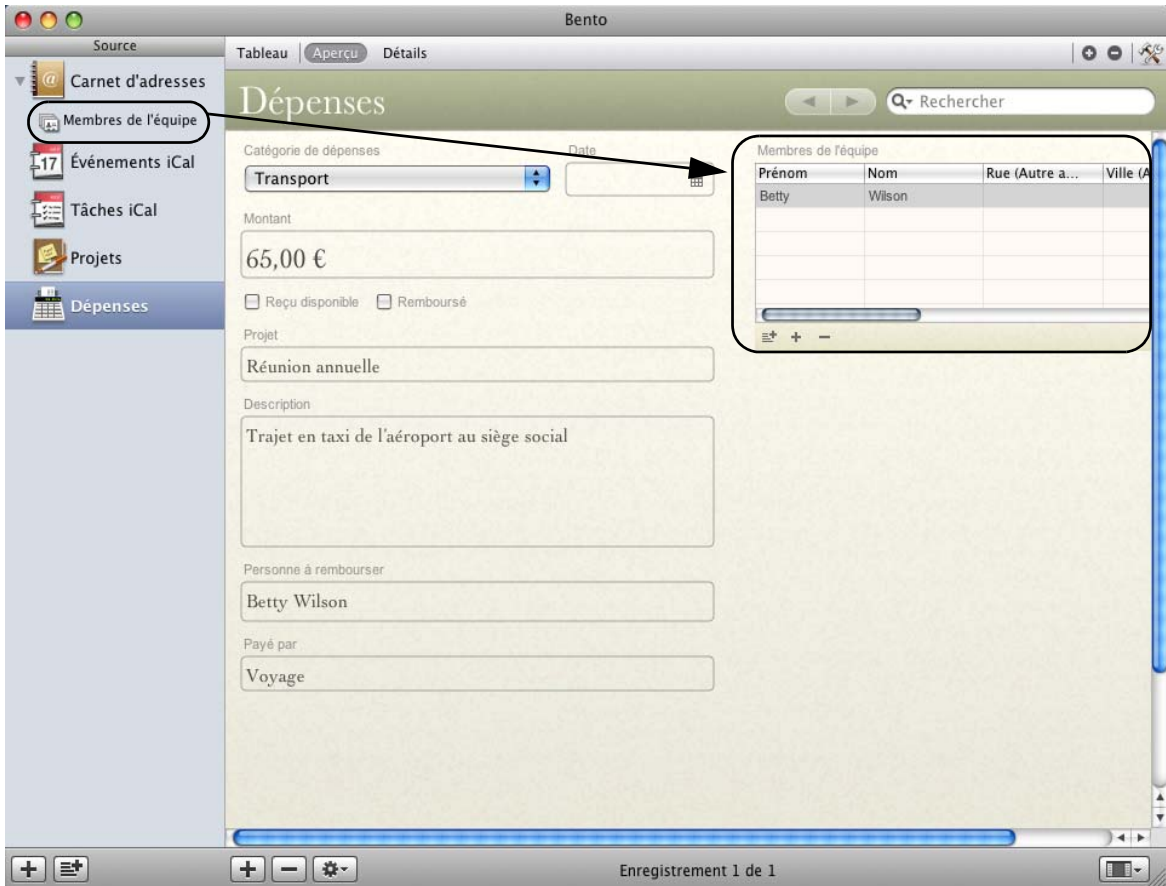 Bento
Source
Carnet d'adresses
Membres de l'équipe
17
Événements iCal
Tâches iCal
Projets
Dépenses
Tableau
Aperçu
Détails
Dépenses
Rechercher
Catégorie de dépenses
Date
Transport
Montant
65,00 €
Reçu disponible
Remboursé
Projet
Réunion annuelle
Description
Trajet en taxi de l'aéroport au siège social
Personne à rembourser
Betty Wilson
Payé par
Voyage
Membres de l'équipe
Prénom Nom Rue (Autre a... Ville (A
Betty Wilson
Enregistrement 1 de 1